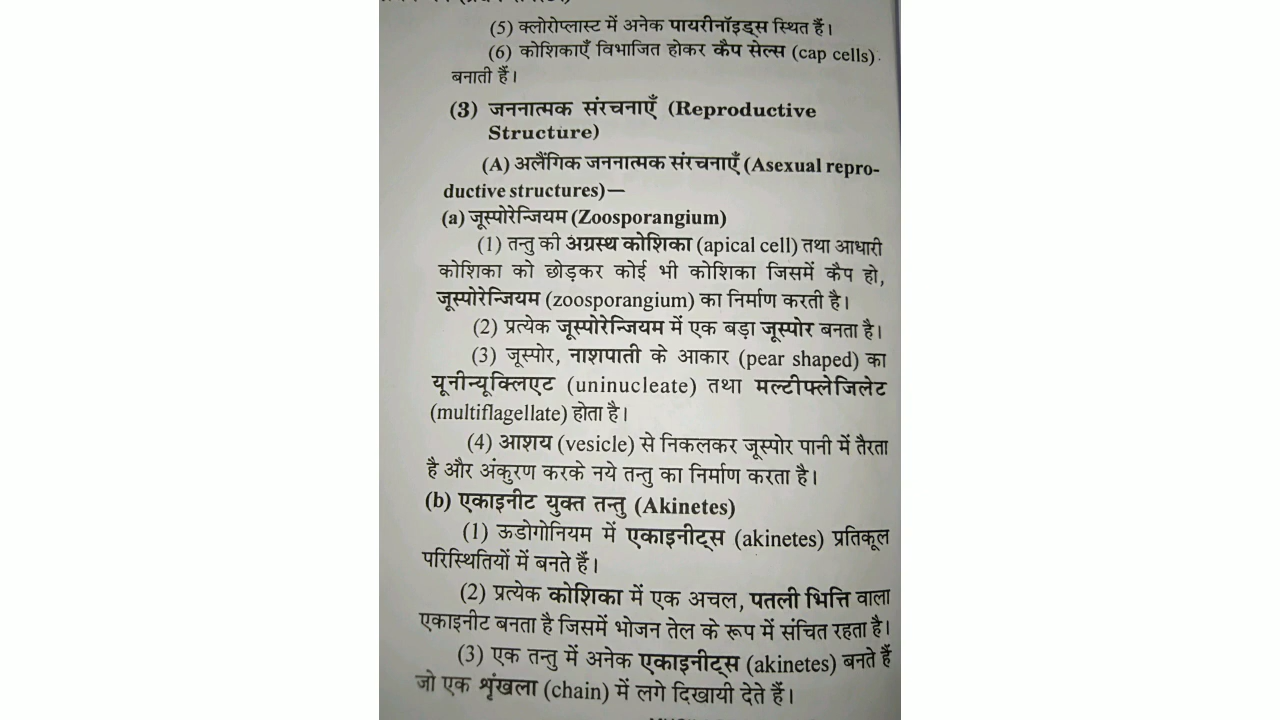 (5) क्लोरोप्लास्ट में अनेक पायरीनॉइड्स स्थित हैं।
(6) कोशिकाएँ विभाजित होकर कैप सेल्स (cap cells)
बनाती हैं।
(3) जननात्मक संरचनाएँ (Reproductive
Structure)
(A) अलैंगिक जननात्मक संरचनाएँ (Asexual repro-
ductive structures)—
(a) जूस्पोरेन्जियम (Zoosporangium)
(1) तन्तु की अग्रस्थ कोशिका (apical cell) तथा आधारी
कोशिका को छोड़कर कोई भी कोशिका जिसमें कैप हो,
जूस्पोरेन्जियम (zoosporangium) का निर्माण करती है।
(2) प्रत्येक जूस्पोरेन्जियम में एक बड़ा जूस्पोर बनता है।
(3) जूस्पोर, नाशपाती के आकार (pear shaped) का
यूनीन्यूक्लिएट (uninucleate) तथा मल्टीफ्लेजिलेट
(multiflagellate) होता है।
(4) आशय (vesicle) से निकलकर जूस्पोर पानी में तैरता
है और अंकुरण करके नये तन्तु का निर्माण करता है।
(b) एकाइनीट युक्त तन्तु (Akinetes)
(1) ऊडोगोनियम में एकाइनीट्स (akinetes) प्रतिकूल
परिस्थितियों में बनते हैं।
(2) प्रत्येक कोशिका में एक अचल, पतली भित्ति वाला
एकाइनीट बनता है जिसमें भोजन तेल के रूप में संचित रहता है।
(3) एक तन्तु में अनेक एकाइनीट्स (akinetes) बनते हैं
जो एक शृंखला (chain) में लगे दिखायी देते हैं।